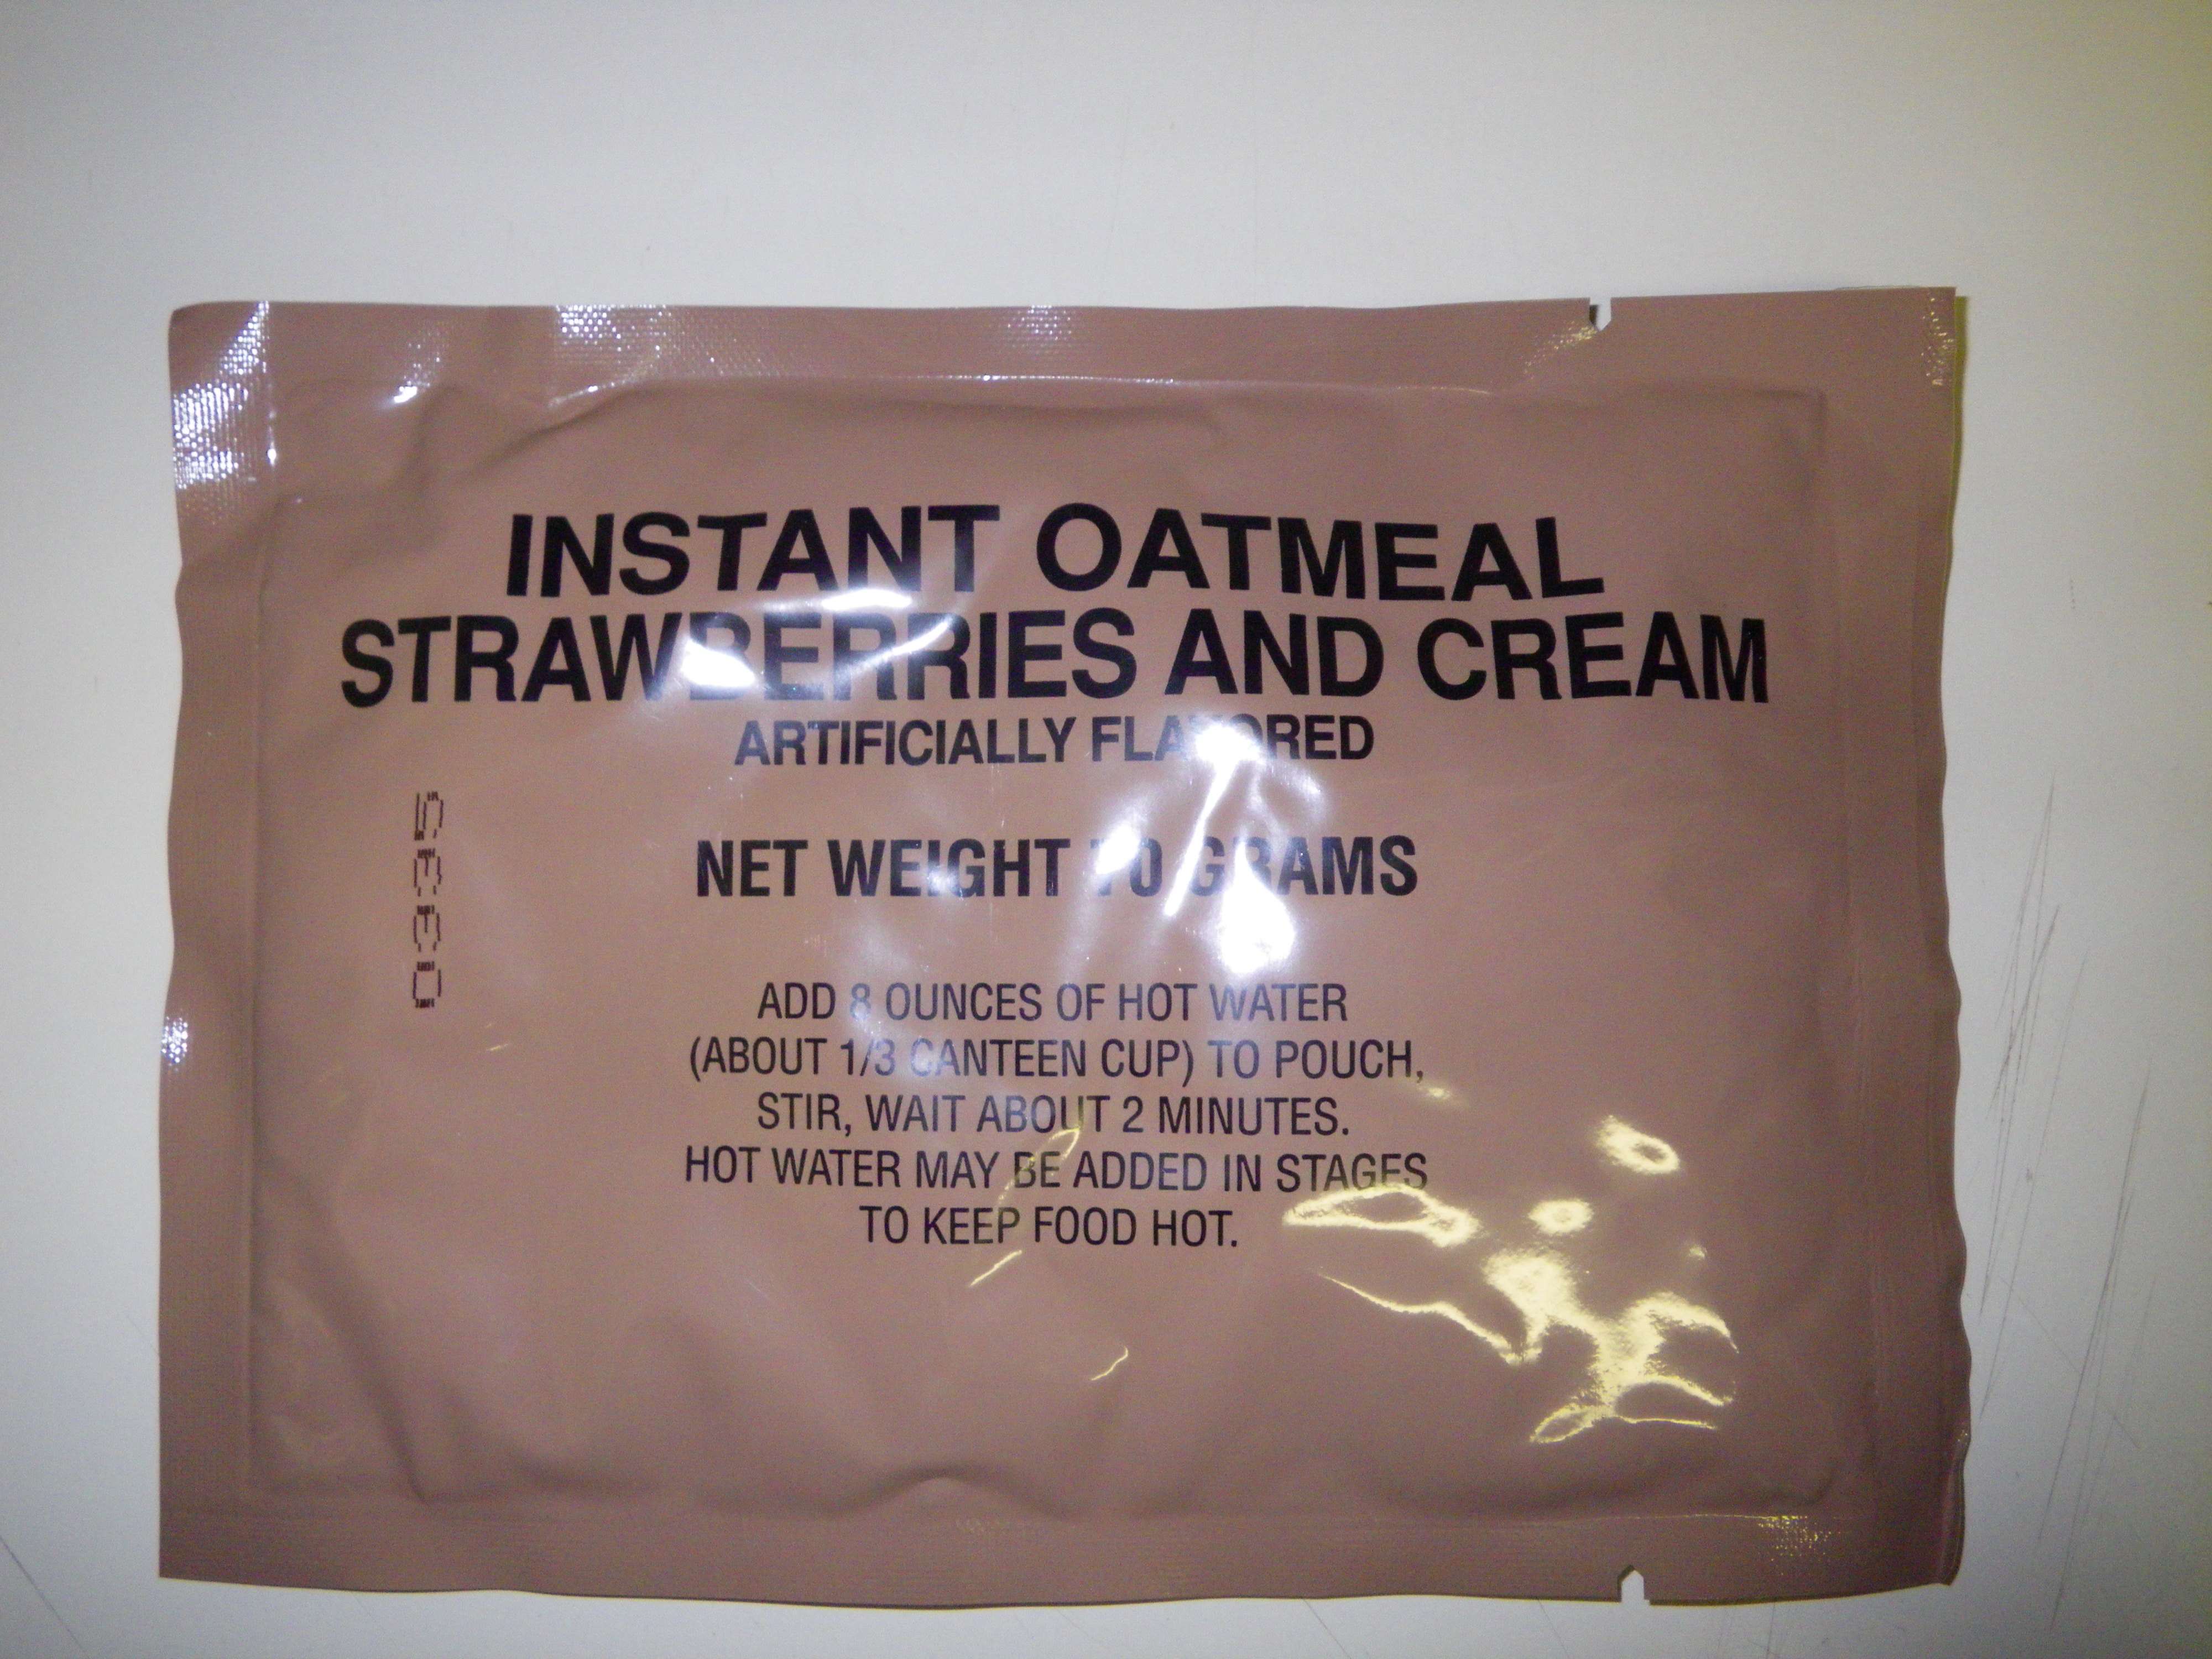 INSTANT OATMEAL
STRAWBERRIES AND CREAM
ARTIFICIALLY FLAVORED
NET WEIGHT 70 GRAMS
ADD 8 OUNCES OF HOT WATER
(ABOUT 1/3 CANTEEN CUP) TO POUCH,
STIR, WAIT ABOUT 2 MINUTES.
HOT WATER MAY BE ADDED IN STAGES
TO KEEP FOOD HOT.